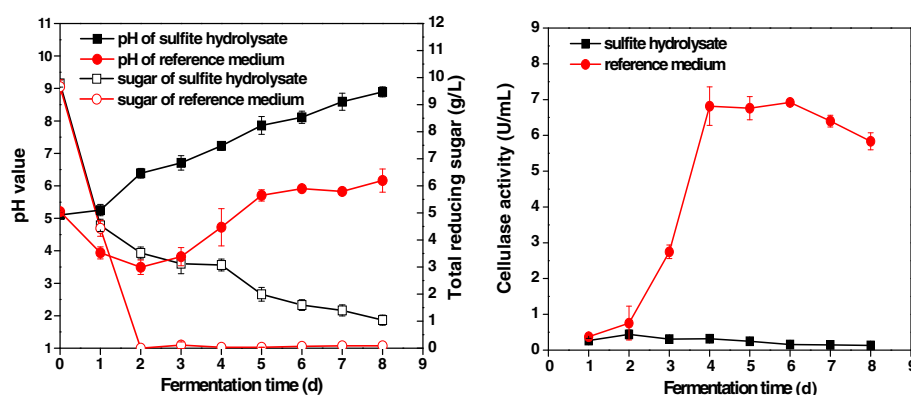 11
10
9
8
7
6
5
4
3
2
1
pH value
pH of sulfite hydrolysate
pH of reference medium
sugar of sulfite hydrolysate
sugar of reference medium
12
11
10
9
8
7
6
5
4
3
2
1
0
Total reducing sugar (g/L)
0 1 2 3 4 5 6 7 8 9
Fermentation time (d)
9
8
7
6
5
4
3
2
1
0
Cellulase activity (U/mL)
sulfite hydrolysate
reference medium
0 1 2 3 4 5 6 7 8 9
Fermentation time (d)